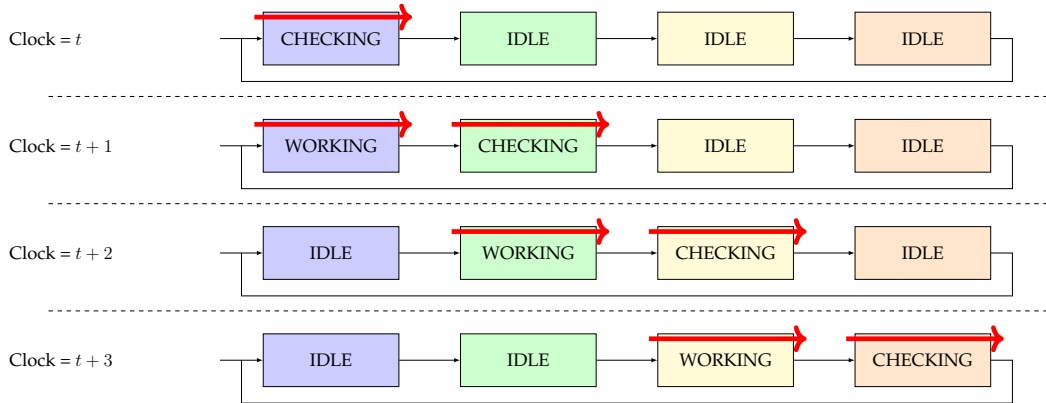 Clock = t CHECKING IDLE IDLE IDLE
Clock = t + 1 WORKING CHECKING IDLE IDLE
Clock = t + 2 IDLE WORKING CHECKING IDLE
Clock = t + 3 IDLE IDLE WORKING CHECKING